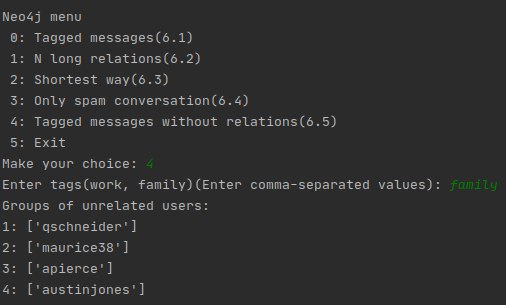 Neo4j menu
0: Tagged messages(6.1)
1: N long relations(6.2)
2: Shortest way(6.3)
3: Only spam conversation(6.4)
4: Tagged messages without relations(6.5)
5: Exit
Make your choice: 4
Enter tags(work, family)(Enter comma-separated values): family
Groups of unrelated users:
1: ['qschneider']
2: ['maurice38']
3: ['apierce']
4: ['austinjones']